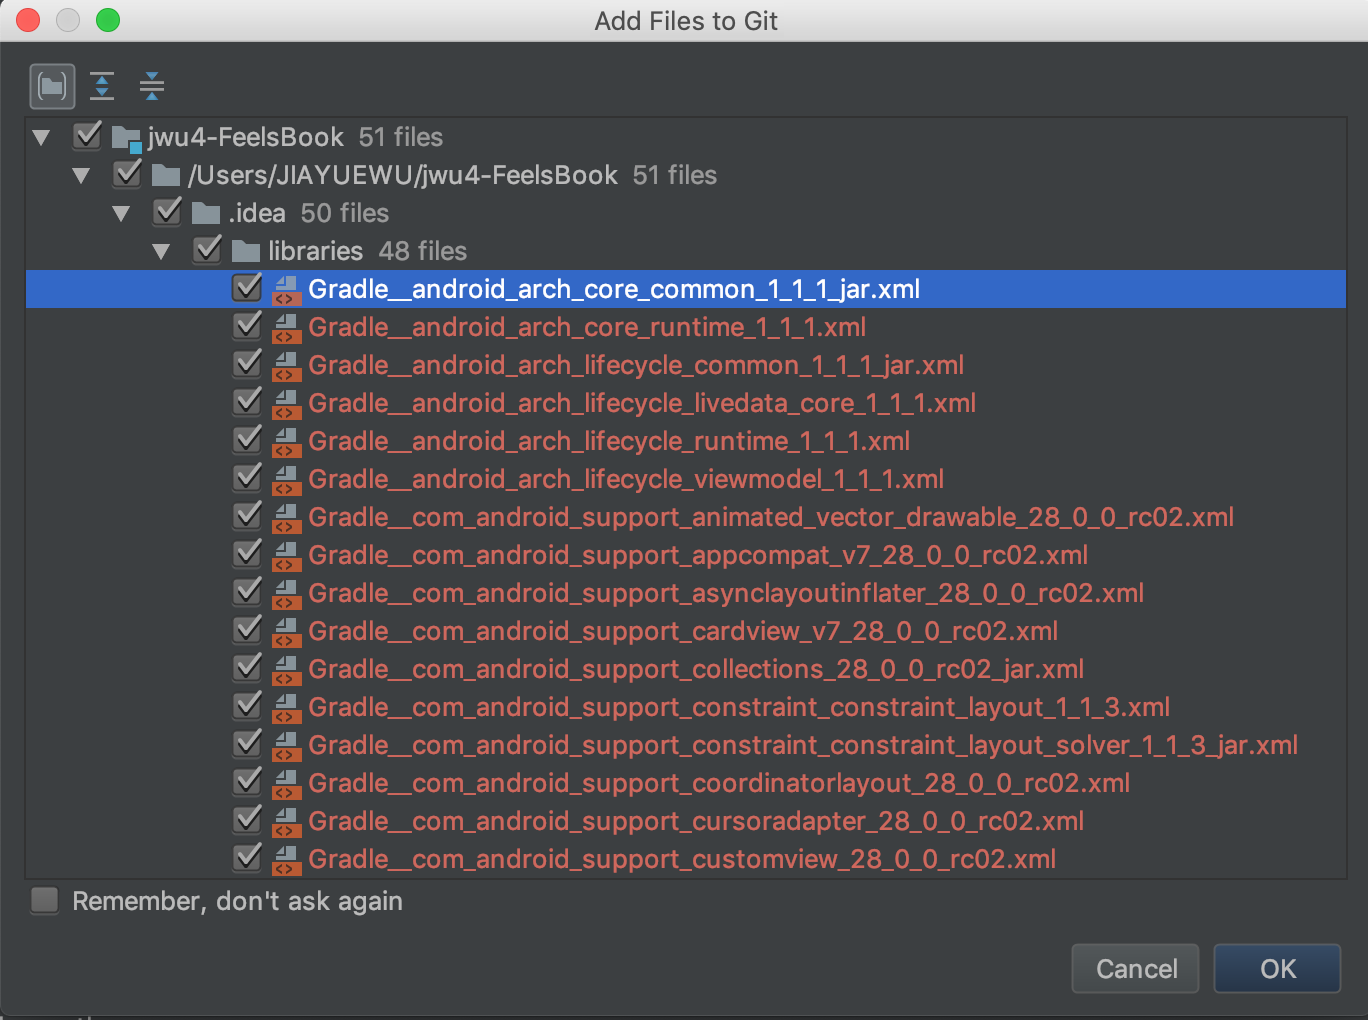 Add Files to Git
jwu4-FeelsBook 51 files
/Users/JIAYUEWU/jwu4-FeelsBook 51 files
.idea 50 files
libraries 48 files
Gradle__android_arch_core_common_1_1_1_jar.xml
Gradle__android_arch_core_runtime_1_1_1.xml
Gradle__android_arch_lifecycle_common_1_1_1_jar.xml
Gradle__android_arch_lifecycle_livedata_core_1_1_1.xml
Gradle__android_arch_lifecycle_runtime_1_1_1.xml
Gradle__android_arch_lifecycle_viewmodel_1_1_1.xml
Gradle__com_android_support_animated_vector_drawable_28_0_0_rc02.xml
Gradle__com_android_support_appcompat_v7_28_0_0_rc02.xml
Gradle__com_android_support_asynclayoutinflater_28_0_0_rc02.xml
Gradle__com_android_support_cardview_v7_28_0_0_rc02.xml
Gradle__com_android_support_collections_28_0_0_rc02_jar.xml
Gradle__com_android_support_constraint_constraint_layout_1_1_3.xml
Gradle__com_android_support_constraint_constraint_layout_solver_1_1_3_jar.xml
Gradle__com_android_support_coordinatorlayout_28_0_0_rc02.xml
Gradle__com_android_support_cursoradapter_28_0_0_rc02.xml
Gradle__com_android_support_customview_28_0_0_rc02.xml
Remember, don't ask again
Cancel OK